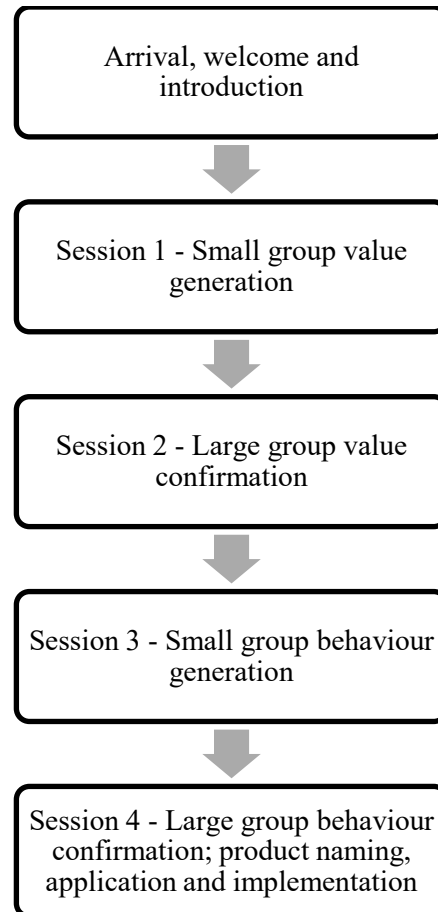 Arrival, welcome and
introduction
Session 1 - Small group value
generation
Session 2 - Large group value
confirmation
Session 3 - Small group behaviour
generation
Session 4 - Large group behaviour
confirmation; product naming,
application and implementation